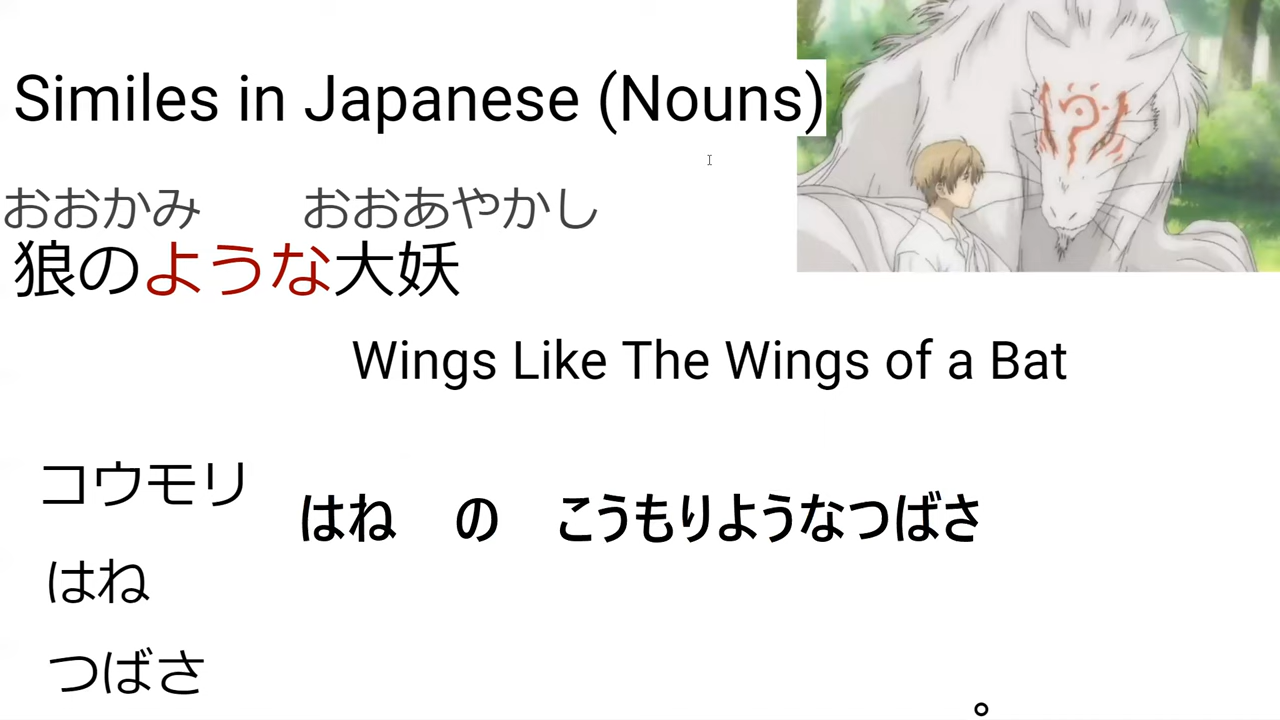 Similes in Japanese (Nouns)
おおかみ おおあやかし
狼のような大妖
Wings Like The Wings of a Bat
コウモリ
はね の こうもりようなつばさ
はね
つばさ
。